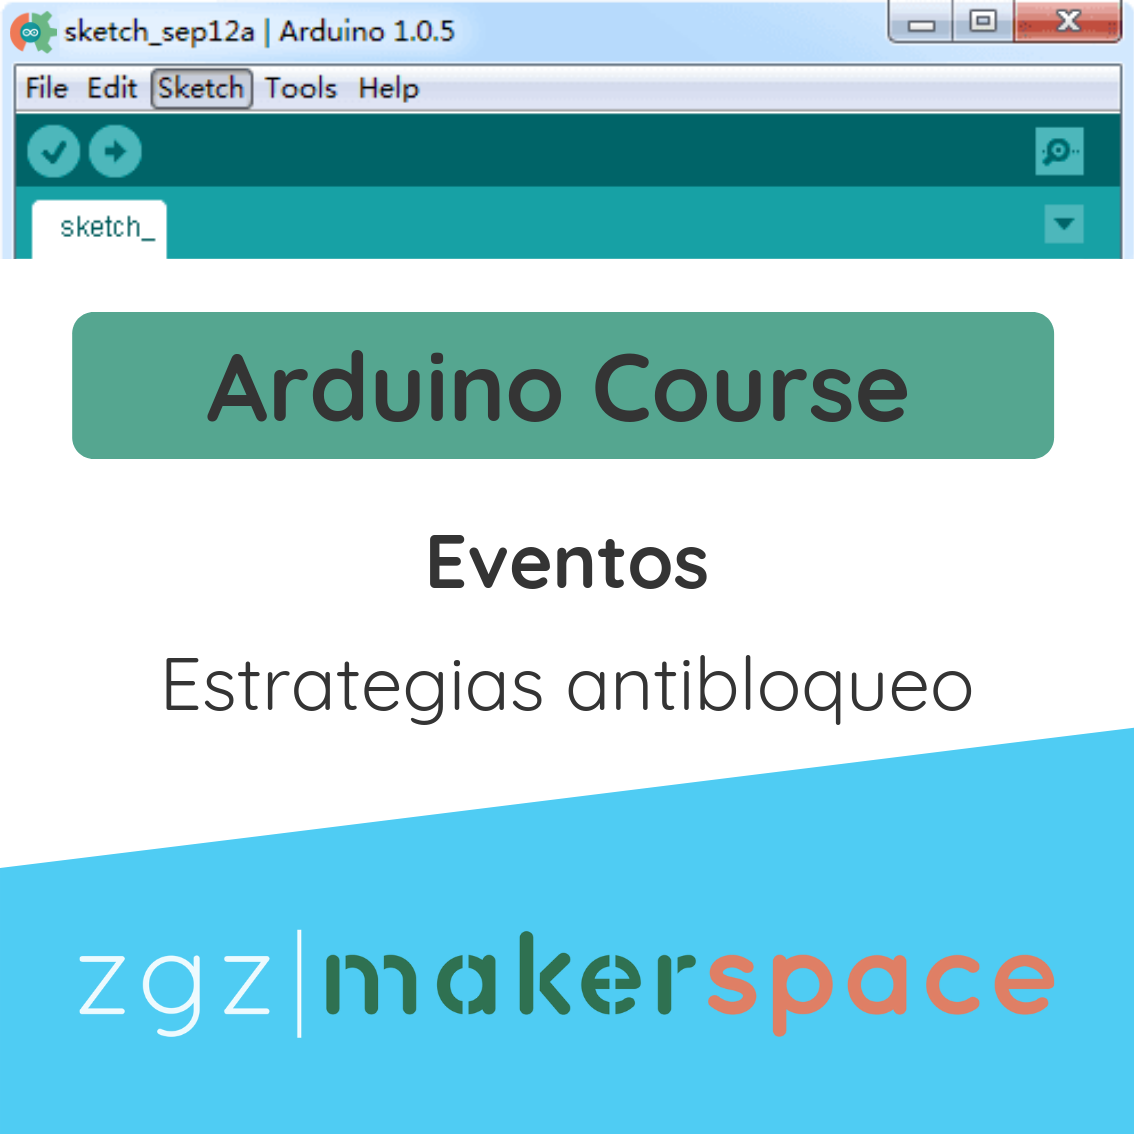 sketch_sep12a | Arduino 1.0.5
File Edit Sketch Tools Help
sketch_
Arduino Course
Eventos
Estrategias antibloqueo
zgz|makerspace